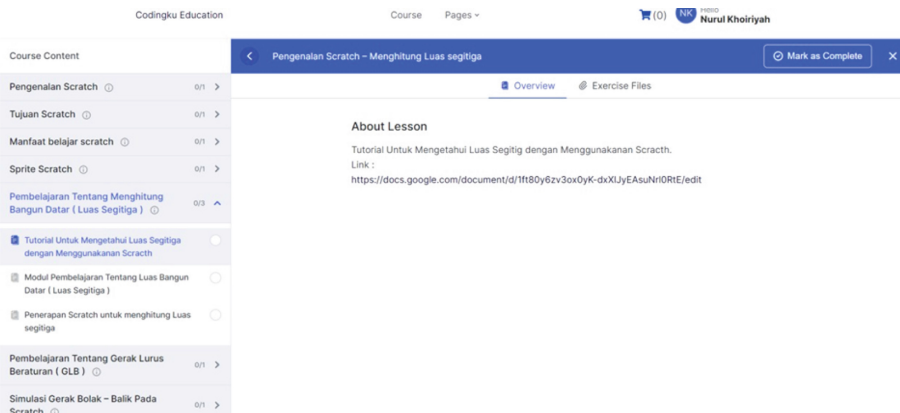 Codingku Education
Course
Pages
(0)
NK
Hello
Nurul Khoiriyah
Course Content
Pengenalan Scratch 0/1
Tujuan Scratch 0/1
Manfaat belajar scratch 0/1
Sprite Scratch 0/1
Pembelajaran Tentang Menghitung
Bangun Datar ( Luas Segitiga ) 0/3
Tutorial Untuk Mengetahui Luas Segitiga
dengan Menggunakanan Scracth
Modul Pembelajaran Tentang Luas Bangun
Datar ( Luas Segitiga )
Penerapan Scratch untuk menghitung Luas
segitiga
Pembelajaran Tentang Gerak Lurus
Beraturan ( GLB ) 0/1
Simulasi Gerak Bolak – Balik Pada
Scratch 0/1
Pengenalan Scratch – Menghitung Luas segitiga
Mark as Complete
Overview
Exercise Files
About Lesson
Tutorial Untuk Mengetahui Luas Segitig dengan Menggunakanan Scracth.
Link :
https://docs.google.com/document/d/1ft80y6zv3ox0yK-dxXIJyEAsuNrI0RtE/edit